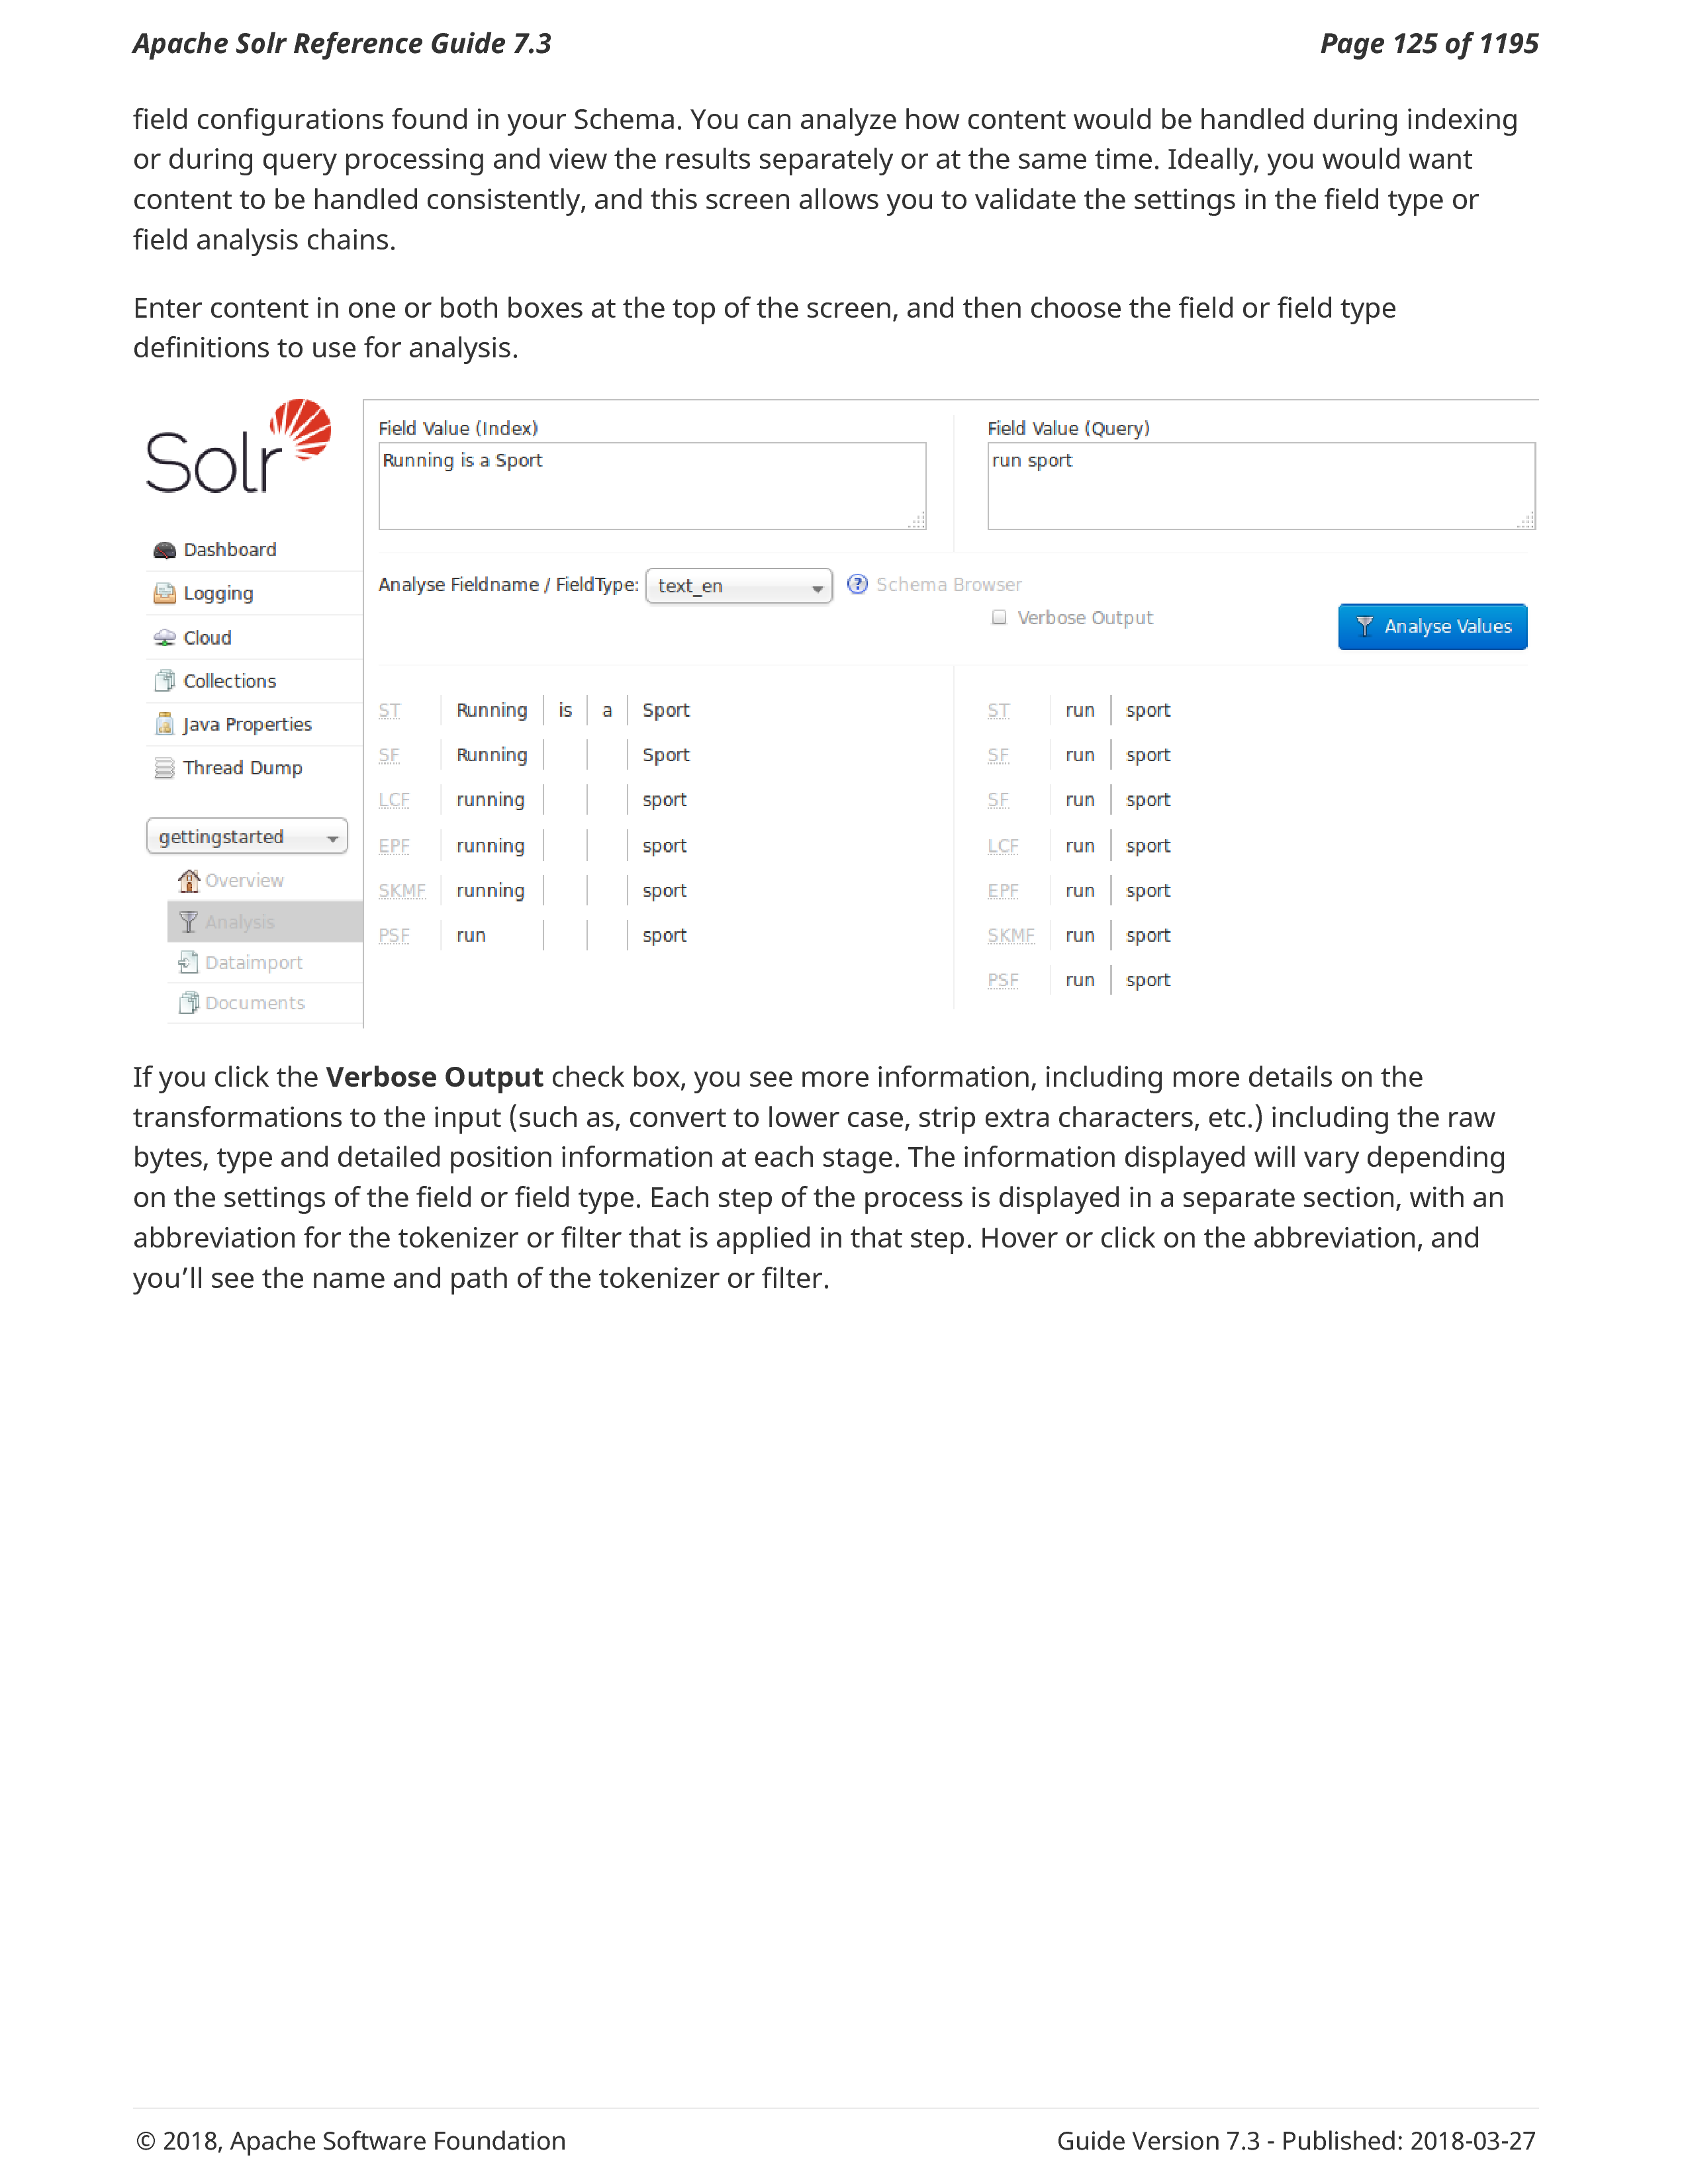 Apache Solr Reference Guide 7.3 Page 125 of 1195
field configurations found in your Schema. You can analyze how content would be handled during indexing
or during query processing and view the results separately or at the same time. Ideally, you would want
content to be handled consistently, and this screen allows you to validate the settings in the field type or
field analysis chains.
Enter content in one or both boxes at the top of the screen, and then choose the field or field type
definitions to use for analysis.
Solr
Dashboard
Logging
Cloud
Collections
Java Properties
Thread Dump
gettingstarted
Overview
Analysis
Dataimport
Documents
Field Value (Index)
Running is a Sport
Field Value (Query)
run sport
Analyse Fieldname / FieldType: text_en Schema Browser
Verbose Output
Analyse Values
ST Running is a Sport
SF Running Sport
LCF running sport
EPF running sport
SKMF running sport
PSF run sport
ST run sport
SF run sport
SF run sport
LCF run sport
EPF run sport
SKMF run sport
PSF run sport
If you click the Verbose Output check box, you see more information, including more details on the
transformations to the input (such as, convert to lower case, strip extra characters, etc.) including the raw
bytes, type and detailed position information at each stage. The information displayed will vary depending
on the settings of the field or field type. Each step of the process is displayed in a separate section, with an
abbreviation for the tokenizer or filter that is applied in that step. Hover or click on the abbreviation, and
you’ll see the name and path of the tokenizer or filter.
© 2018, Apache Software Foundation Guide Version 7.3 - Published: 2018-03-27